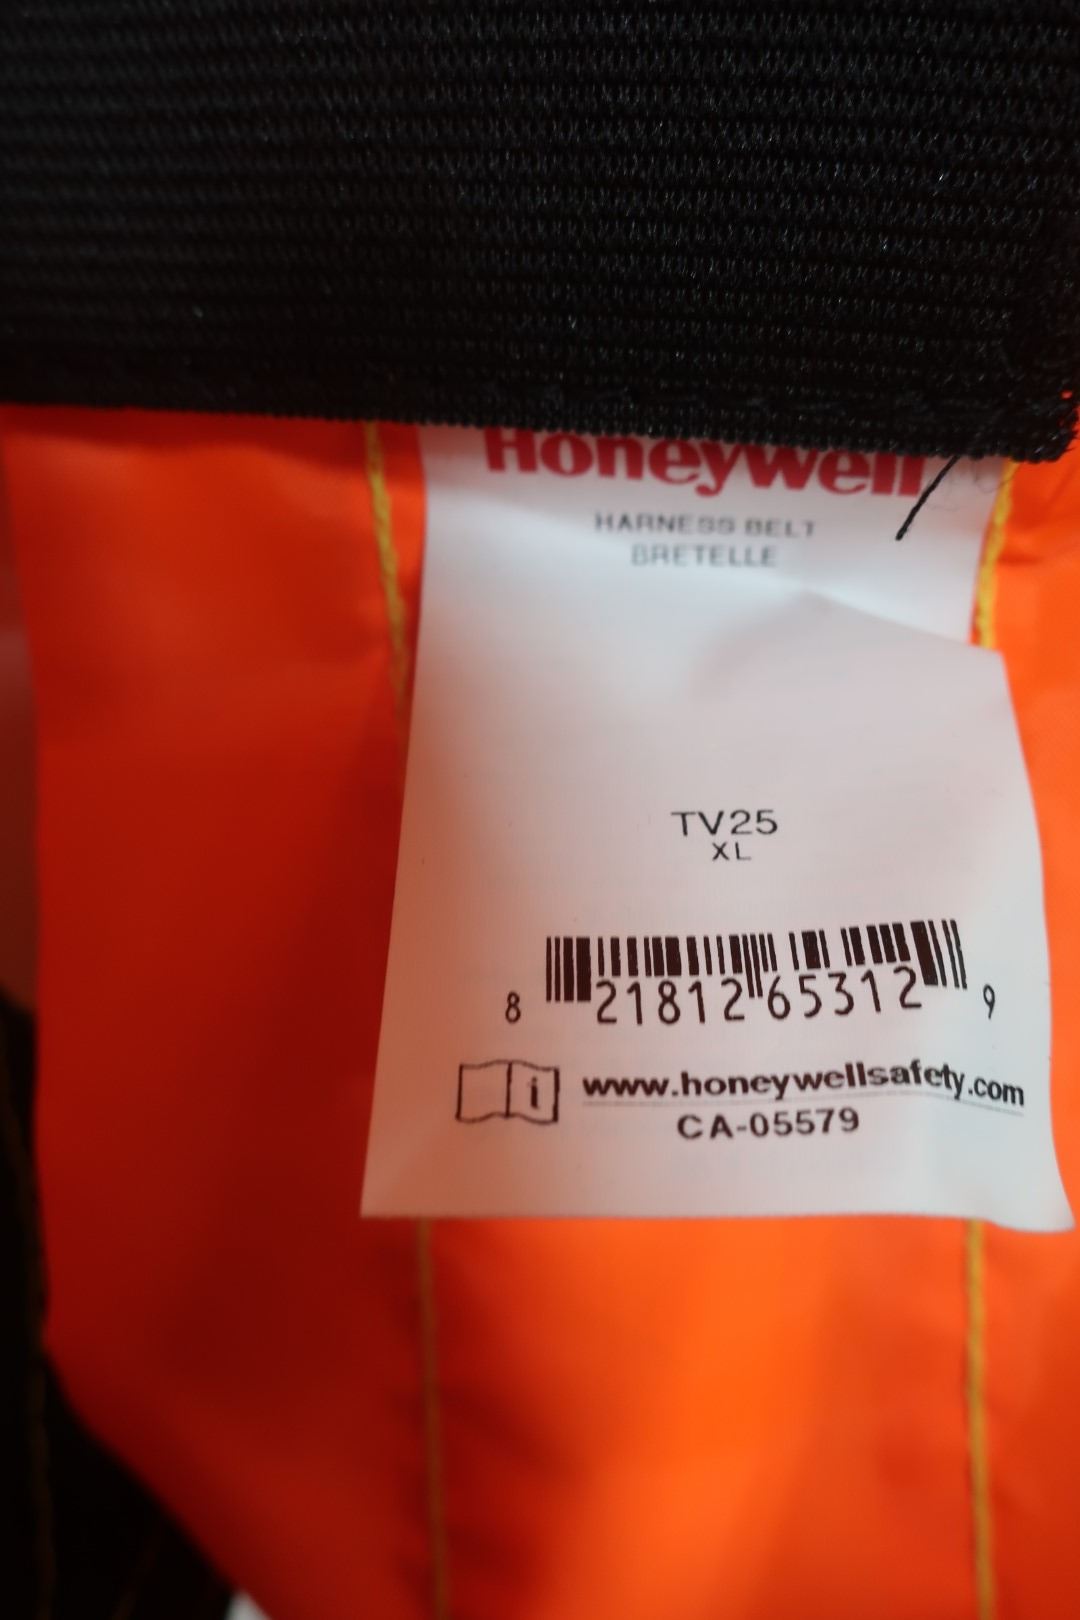 Honeywell
HARNESS BELT
BRETELLE
TV25
XL
8 21812 65312 9
i www.honeywellsafety.com
CA-05579